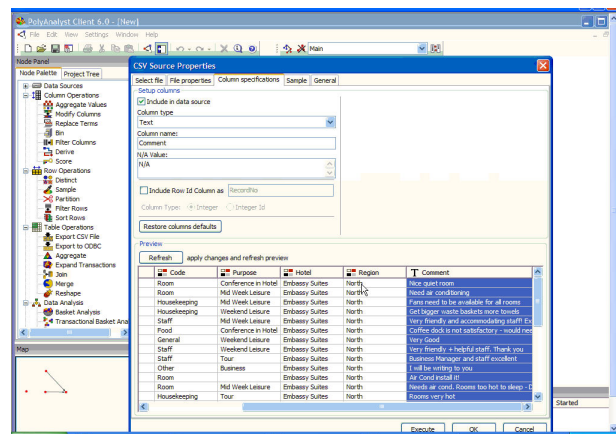 PolyAnalyst Client 6.0 - [New]
File Edit View Settings Window Help
Main
Node Panel
Node Palette Project Tree
Data Sources
Column Operations
Aggregate Values
Modify Columns
Replace Terms
Bin
Filter Columns
Derive
Score
Row Operations
Distinct
Sample
Partition
Filter Rows
Sort Rows
Table Operations
Export CSV File
Export to ODBC
Aggregate
Expand Transactions
Join
Merge
Reshape
Data Analysis
Basket Analysis
Transactional Basket Ana
Map
CSV Source Properties
Select file File properties Column specifications Sample General
Setup columns
Include in data source
Column type
Text
Column name:
Comment
N/A Value:
N/A
Include Row Id Column as RecordNo
Column Type: Integer Integer Id
Restore columns defaults
Preview
Refresh apply changes and refresh preview
Code Purpose Hotel Region Comment
Room Conference in Hotel Embassy Suites North Nice quiet room
Room Mid Week Leisure Embassy Suites North Need air conditioning
Housekeeping Mid Week Leisure Embassy Suites North Fans need to be available for all rooms
Housekeeping Weekend Leisure Embassy Suites North Get bigger waste baskets more towels
Staff Mid Week Leisure Embassy Suites North Very friendly and accommodating staff! Ex
Food Conference in Hotel Embassy Suites North Coffee dock is not satisfactory - would nee
General Weekend Leisure Embassy Suites North Very Good
Staff Weekend Leisure Embassy Suites North Very friendly + helpful staff. Thank you
Staff Tour Embassy Suites North Business Manager and staff excellent
Other Business Embassy Suites North I will be writing to you
Room Embassy Suites North Air Cond install it!
Room Mid Week Leisure Embassy Suites North Needs air cond. Rooms too hot to sleep - D
Housekeeping Tour Embassy Suites North Rooms very hot
Execute OK Cancel
Started